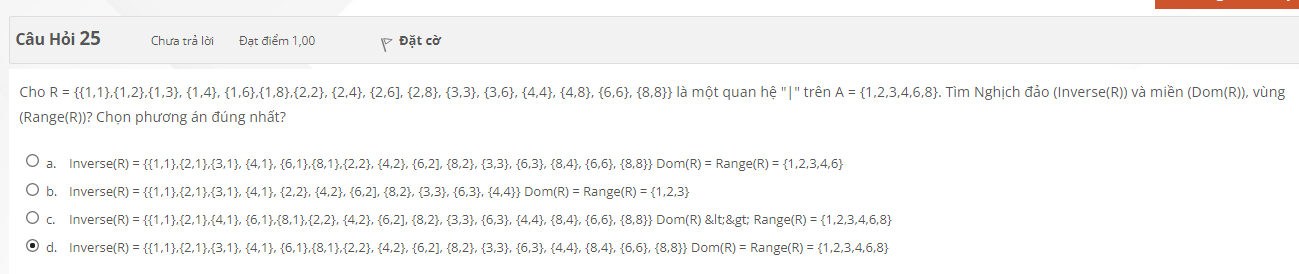 Câu Hỏi 25 Chưa trả lời Đạt điểm 1,00 Đặt cờ
Cho R = {{1,1},{1,2},{1,3}, {1,4}, {1,6},{1,8},{2,2}, {2,4}, {2,6], {2,8}, {3,3}, {3,6}, {4,4}, {4,8}, {6,6}, {8,8}} là một quan hệ "|" trên A = {1,2,3,4,6,8}. Tìm Nghịch đảo (Inverse(R)) và miền (Dom(R)), vùng
(Range(R))? Chọn phương án đúng nhất?
a. Inverse(R) = {{1,1},{2,1},{3,1}, {4,1}, {6,1},{8,1},{2,2}, {4,2}, {6,2], {8,2}, {3,3}, {6,3}, {8,4}, {6,6}, {8,8}} Dom(R) = Range(R) = {1,2,3,4,6}
b. Inverse(R) = {{1,1},{2,1},{3,1}, {4,1}, {2,2}, {4,2}, {6,2], {8,2}, {3,3}, {6,3}, {4,4}} Dom(R) = Range(R) = {1,2,3}
c. Inverse(R) = {{1,1},{2,1},{4,1}, {6,1},{8,1},{2,2}, {4,2}, {6,2], {8,2}, {3,3}, {6,3}, {4,4}, {8,4}, {6,6}, {8,8}} Dom(R) &lt;&gt; Range(R) = {1,2,3,4,6,8}
d. Inverse(R) = {{1,1},{2,1},{3,1}, {4,1}, {6,1},{8,1},{2,2}, {4,2}, {6,2], {8,2}, {3,3}, {6,3}, {4,4}, {8,4}, {6,6}, {8,8}} Dom(R) = Range(R) = {1,2,3,4,6,8}